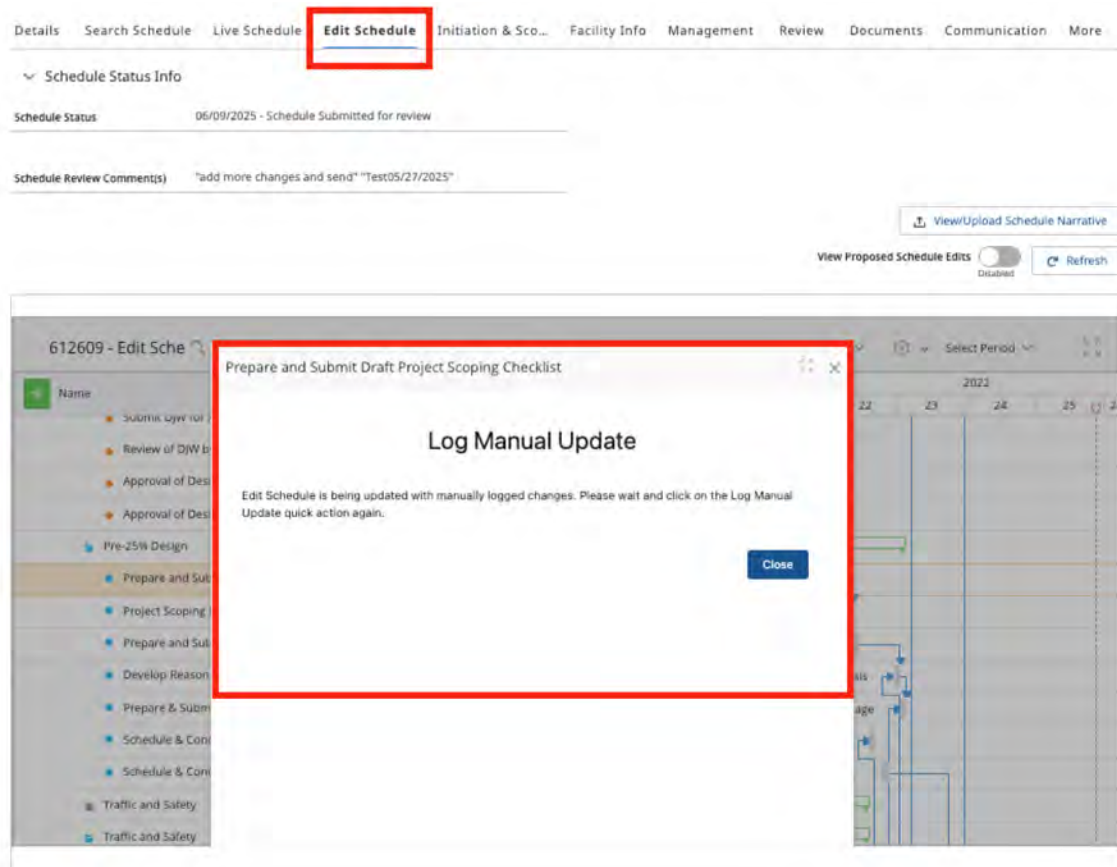 Details Search Schedule Live Schedule Edit Schedule Initiation & Sco... Facility Info Management Review Documents Communication More
Schedule Status Info
Schedule Status 06/09/2025 - Schedule Submitted for review
Schedule Review Comment(s) "add more changes and send" "Test05/27/2025"
View/Upload Schedule Narrative
View Proposed Schedule Edits Disabled Refresh
612609 - Edit Sche Select Period
Prepare and Submit Draft Project Scoping Checklist
Name 2022
22 23 24 25
Submit DJW for
Log Manual Update
Review of DJW b
Approval of Desi
Edit Schedule is being updated with manually logged changes. Please wait and click on the Log Manual
Update quick action again.
Approval of Desi
Pre-25% Design
Close
Prepare and Sub
Project Scoping
Prepare and Sub
Develop Reason sis
Prepare & Subm age
Schedule & Con
Schedule & Con
Traffic and Safety
Traffic and Safety